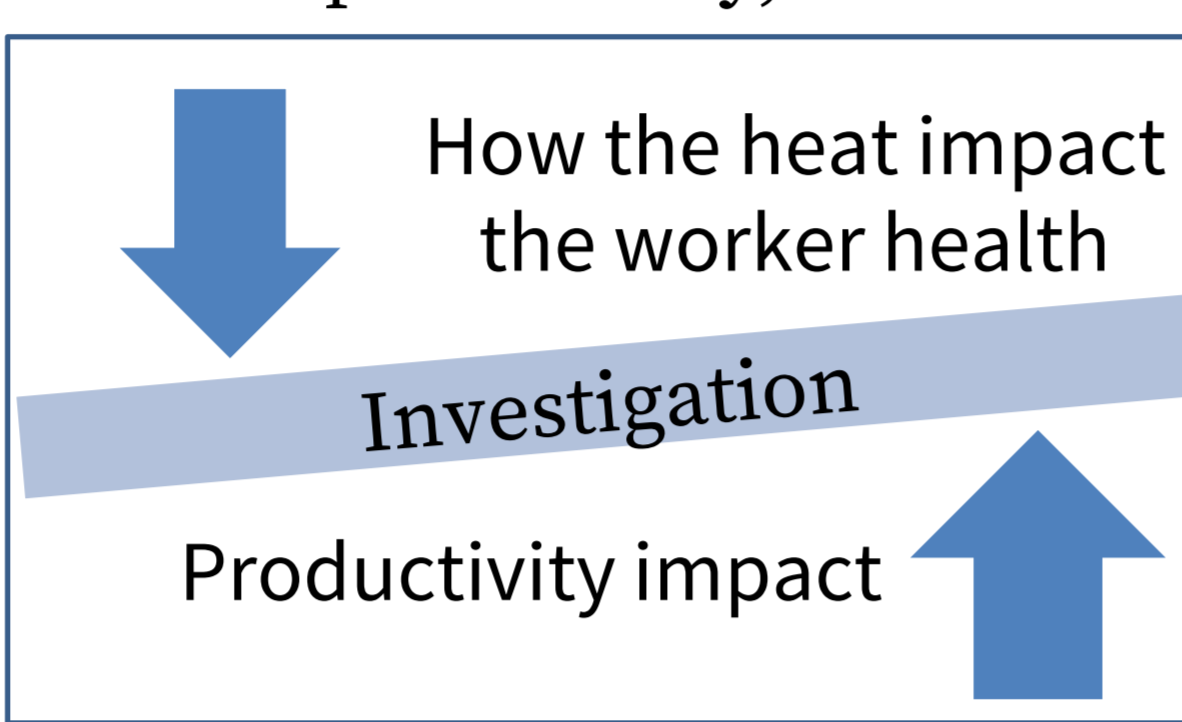 How the heat impact
the worker health
Investigation
Productivity impact